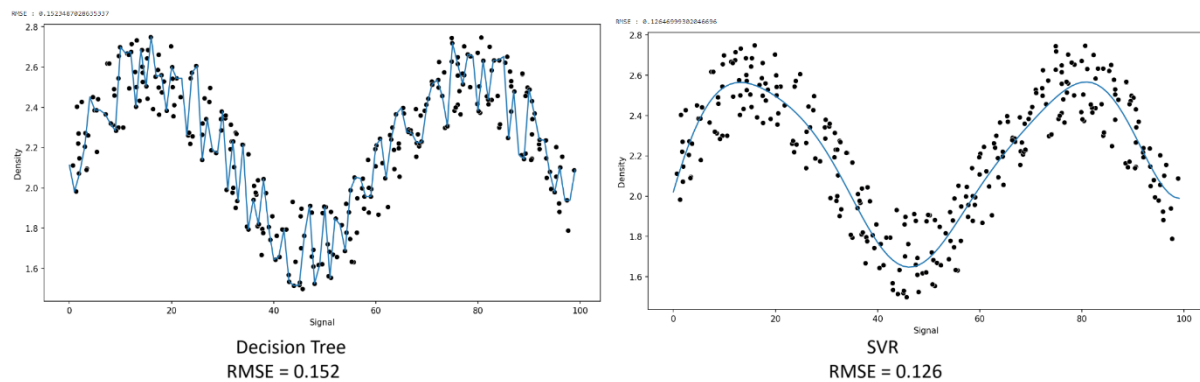 RMSE : 0.1523487028635337
2.8
2.6
2.4
2.2
2.0
1.8
1.6
Density
0
20
40
60
80
100
Signal
Decision Tree
RMSE = 0.152
RMSE : 0.12646999302046696
2.8
2.6
2.4
2.2
2.0
1.8
1.6
Density
0
20
40
60
80
100
Signal
SVR
RMSE = 0.126